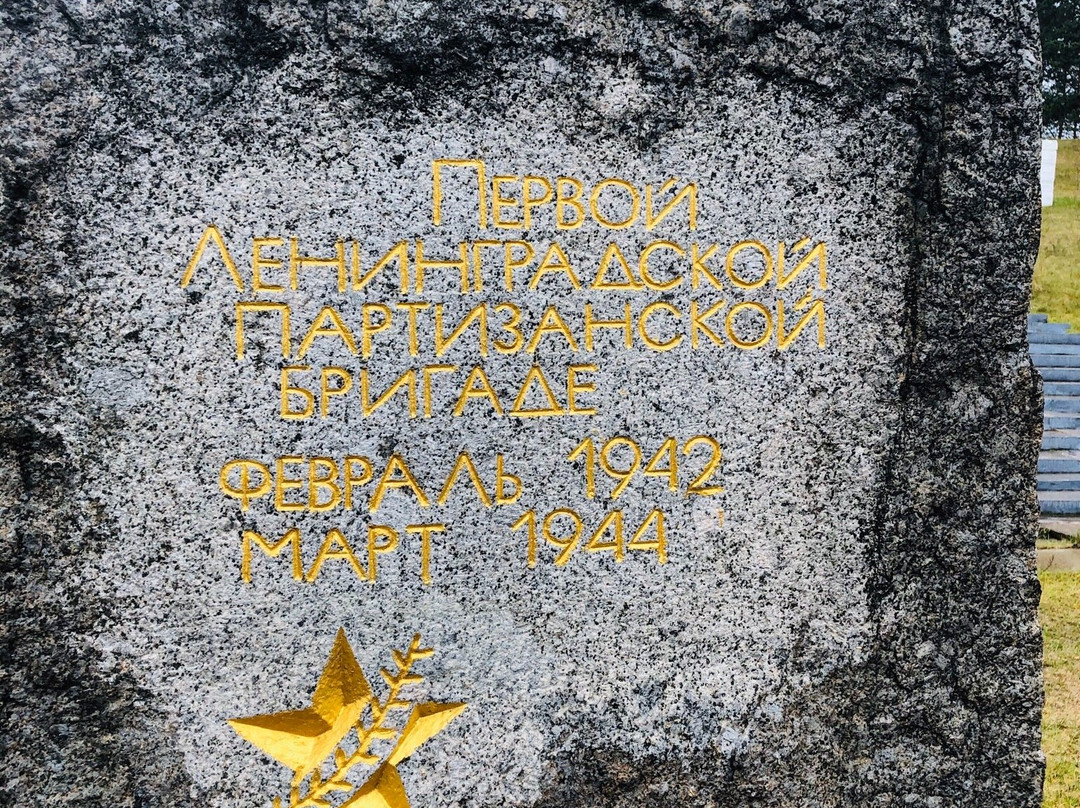 Первой
Ленинградской
партизанской
бригаде
февраль 1942
март 1944